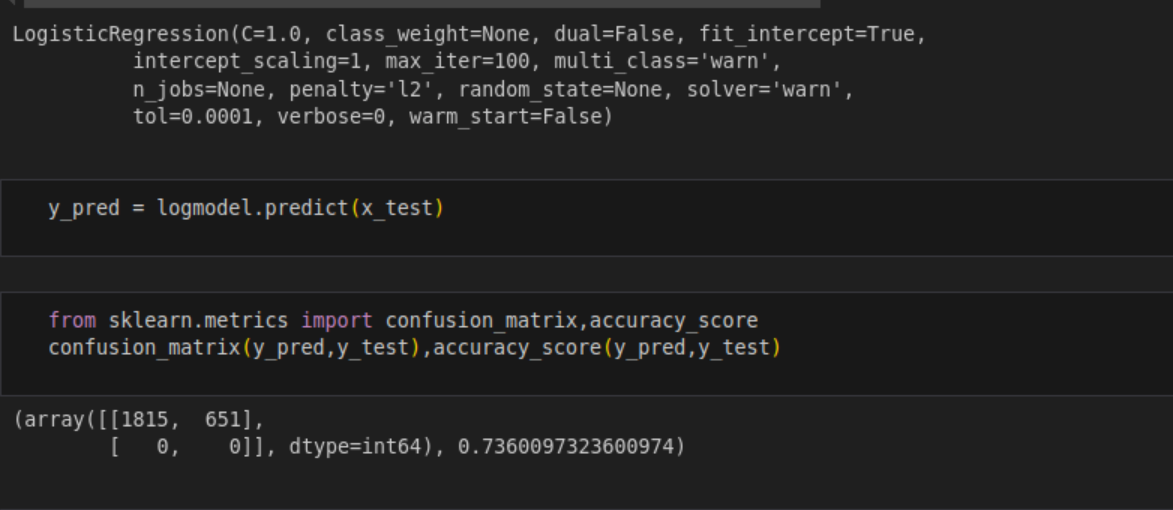 LogisticRegression(C=1.0, class_weight=None, dual=False, fit_intercept=True,
intercept_scaling=1, max_iter=100, multi_class='warn',
n_jobs=None, penalty='l2', random_state=None, solver='warn',
tol=0.0001, verbose=0, warm_start=False)
y_pred = logmodel.predict(x_test)
from sklearn.metrics import confusion_matrix,accuracy_score
confusion_matrix(y_pred,y_test),accuracy_score(y_pred,y_test)
(array([[1815,  651],
[   0,    0]], dtype=int64), 0.7360097323600974)